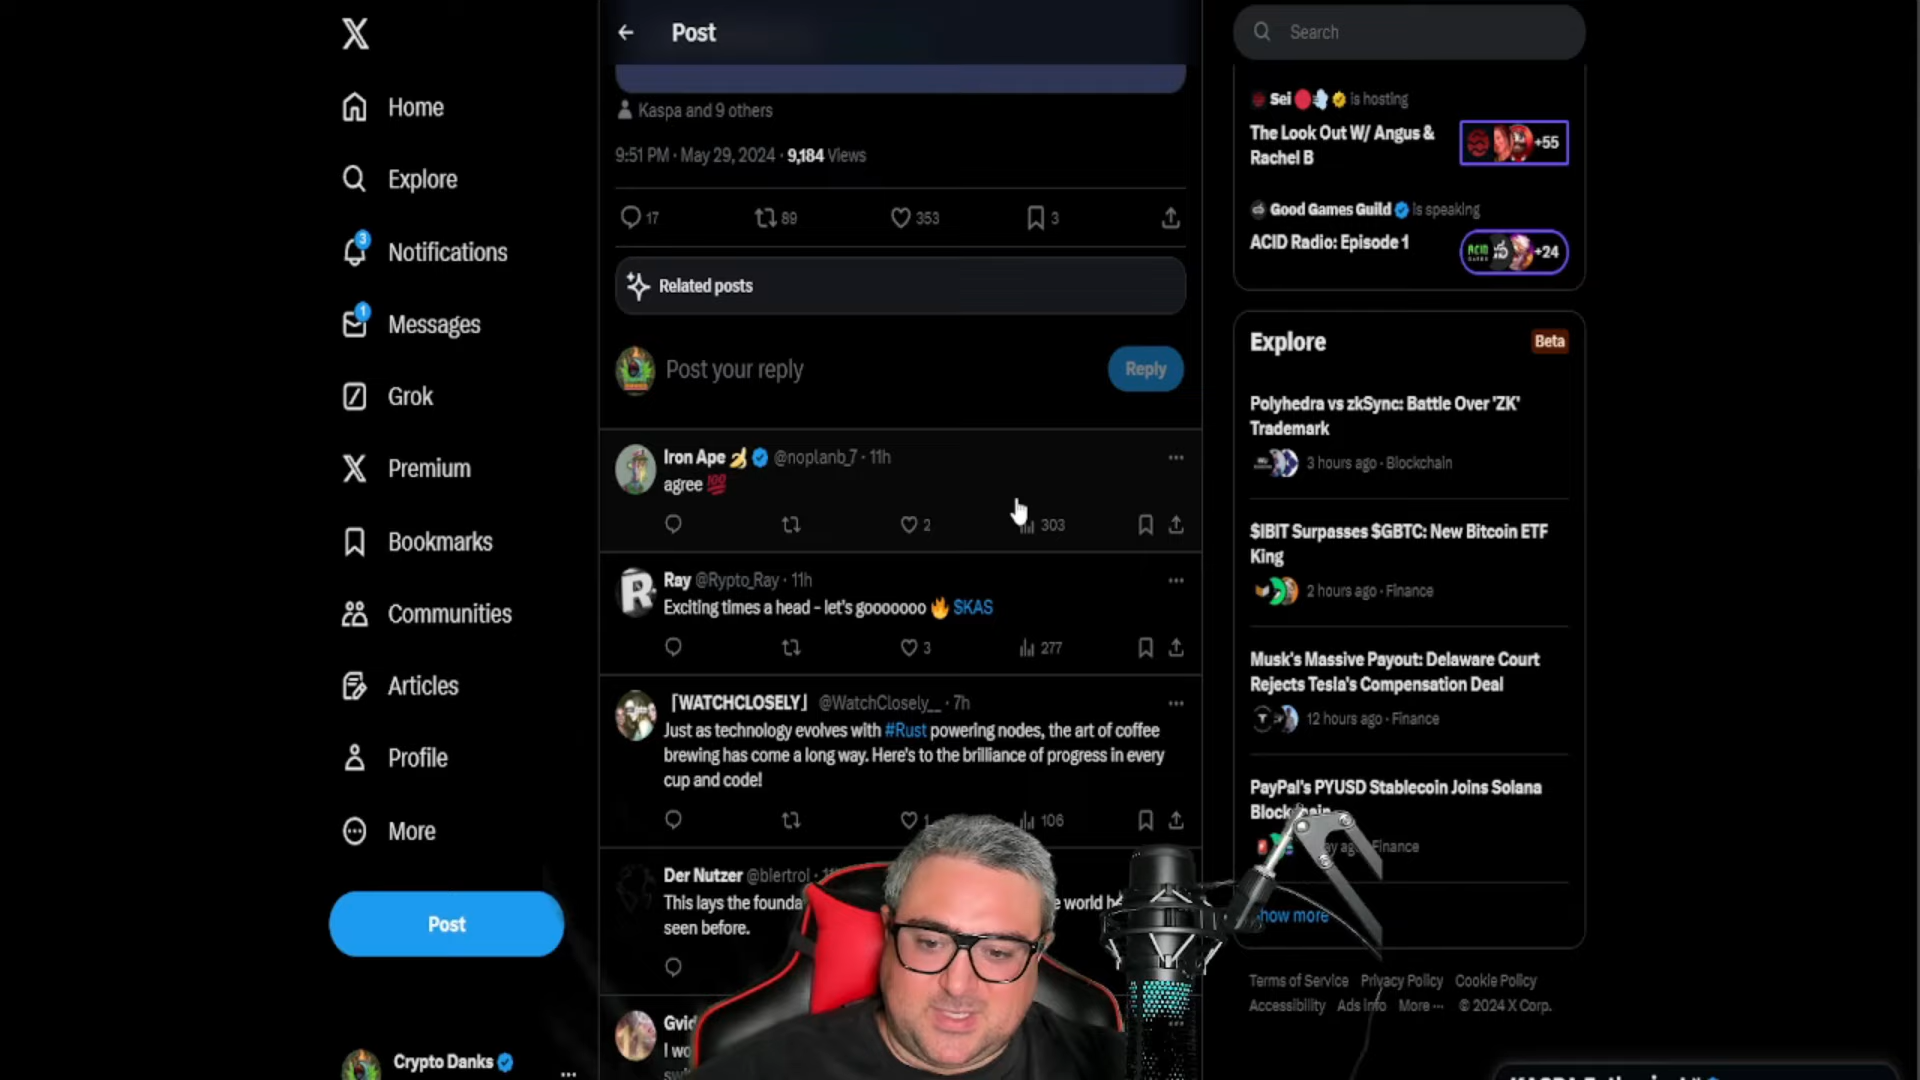 X
Home
Explore
3
Notifications
1
Messages
Grok
Premium
Bookmarks
Communities
Articles
Profile
More
Post
Crypto Danks
Post
Kaspa and 9 others
9:51 PM · May 29, 2024 · 9,184 Views
17 89 353 3
Related posts
Post your reply
Reply
Iron Ape 🍌 @noplanb_7 · 11h
agree 💯
2 303
Ray @Rypto_Ray · 11h
Exciting times a head - let's gooooooo 🔥 $KAS
3 277
「WATCHCLOSELY」 @WatchClosely__ · 7h
Just as technology evolves with #Rust powering nodes, the art of coffee
brewing has come a long way. Here's to the brilliance of progress in every
cup and code!
1 106
Der Nutzer @blertrol ·
This lays the founda
world
seen before.
Gvid
Search
Sei is hosting
The Look Out W/ Angus &
Rachel B
+55
Good Games Guild is speaking
ACID Radio: Episode 1
+24
Explore
Beta
Polyhedra vs zkSync: Battle Over 'ZK'
Trademark
3 hours ago · Blockchain
$IBIT Surpasses $GBTC: New Bitcoin ETF
King
2 hours ago · Finance
Musk's Massive Payout: Delaware Court
Rejects Tesla's Compensation Deal
12 hours ago · Finance
PayPal's PYUSD Stablecoin Joins Solana
Blockchain
Finance
Show more
Terms of Service Privacy Policy Cookie Policy
Accessibility Ads info More ··· © 2024 X Corp.